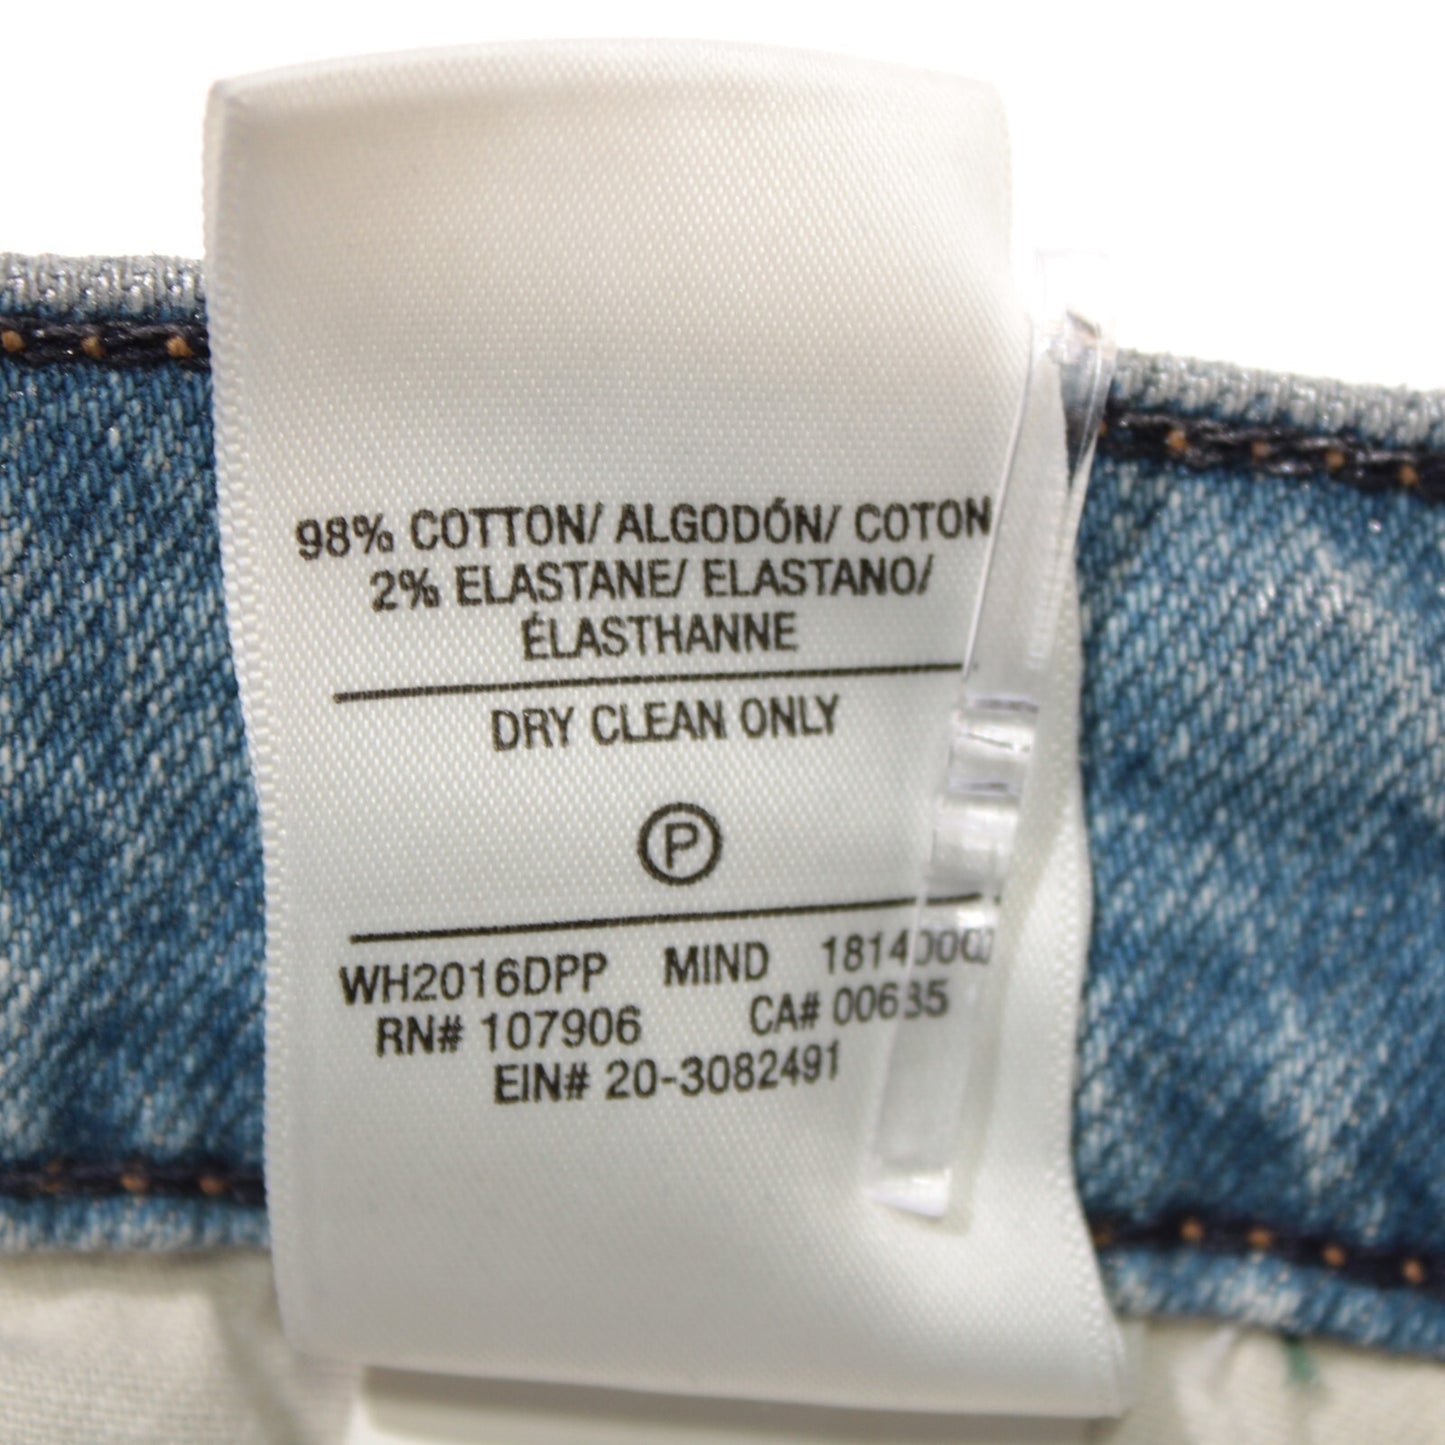 98% COTTON/ ALGODÓN/ COTON
2% ELASTANE/ ELASTANO/
ÉLASTHANNE
DRY CLEAN ONLY
P
WH2016DPP MIND
RN# 107906 CA#
EIN# 20-3082491